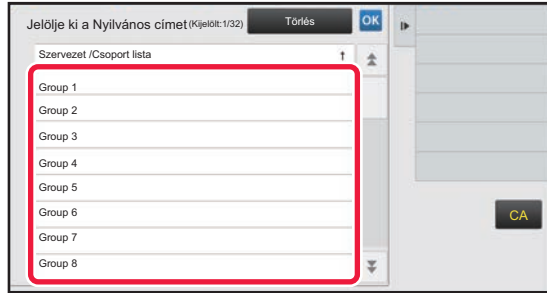 Jelölje ki a Nyilvános címet (Kijelölt:1/32) Törlés OK
Szervezet /Csoport lista ↑
Group 1
Group 2
Group 3
Group 4
Group 5
Group 6
Group 7
Group 8
CA